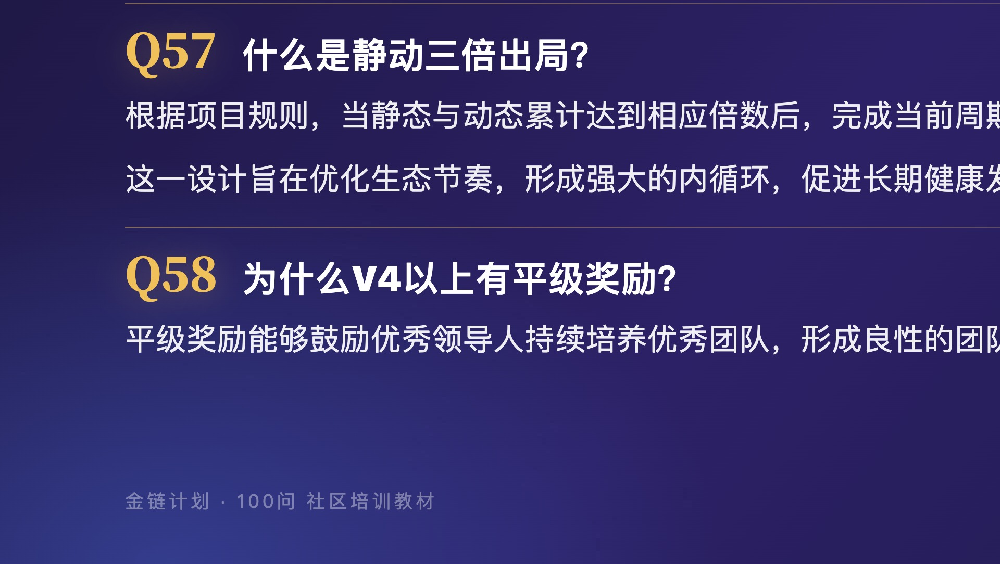 Q57 什么是静动三倍出局?
根据项目规则，当静态与动态累计达到相应倍数后，完成当前周期
这一设计旨在优化生态节奏，形成强大的内循环，促进长期健康发
Q58 为什么V4以上有平级奖励?
平级奖励能够鼓励优秀领导人持续培养优秀团队，形成良性的团队
金链计划 · 100问 社区培训教材